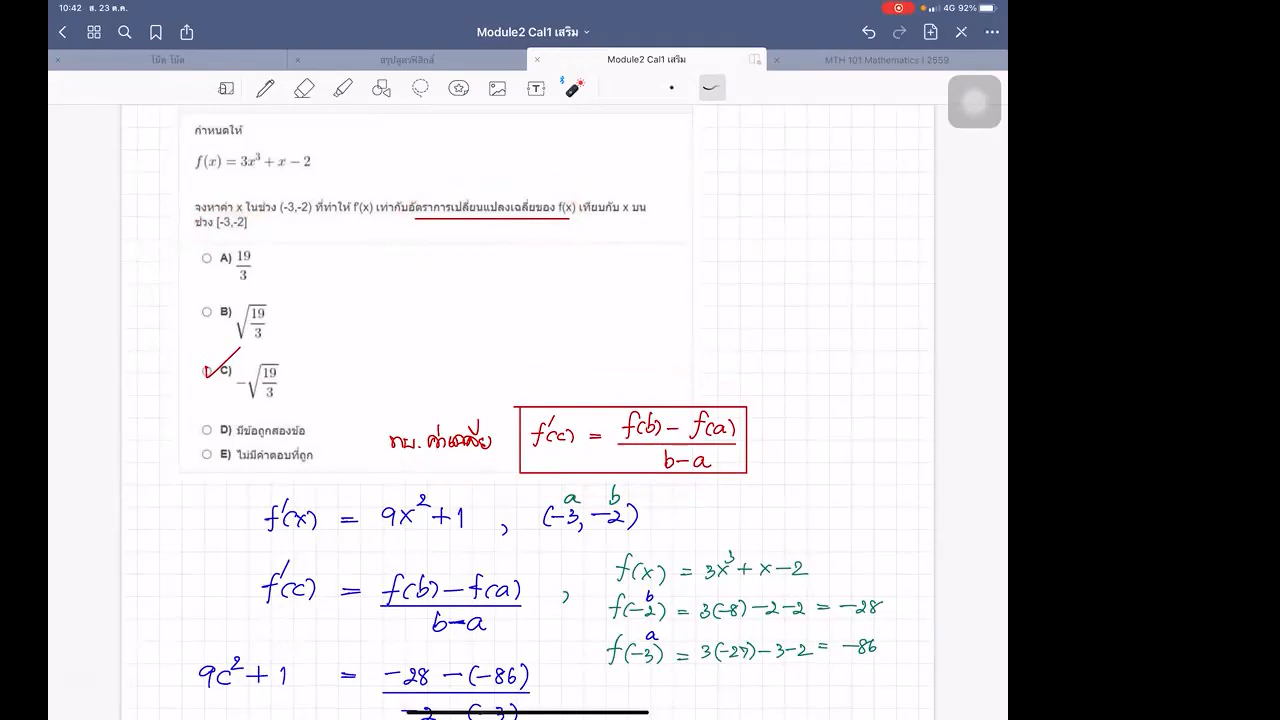 10:42 ส. 23 ต.ค. 4G 92%
Module2 Cal1 เสริม
โน๊ต โน๊ต สรุปสูตรฟิสิกส์ Module2 Cal1 เสริม MTH 101 Mathematics I 2559
กำหนดให้
f(x) = 3x³ + x − 2
จงหาค่า x ในช่วง (-3,-2) ที่ทำให้ f'(x) เท่ากับอัตราการเปลี่ยนแปลงเฉลี่ยของ f(x) เทียบกับ x บน
ช่วง [-3,-2]
A) 19/3
B) √(19/3)
C) −√(19/3)
D) มีข้อถูกสองข้อ
E) ไม่มีคำตอบที่ถูก
ทบ. ค่าเฉลี่ย f'(c) = (f(b) − f(a))/(b − a)
a b
f'(x) = 9x² + 1 , (−3, −2)
f(x) = 3x³ + x − 2
f'(c) = (f(b) − f(a))/(b − a) ,
b
f(−2) = 3(−8) − 2 − 2 = −28
a
f(−3) = 3(−27) − 3 − 2 = −86
9c² + 1 = (−28 − (−86))/(−2 − (−3))